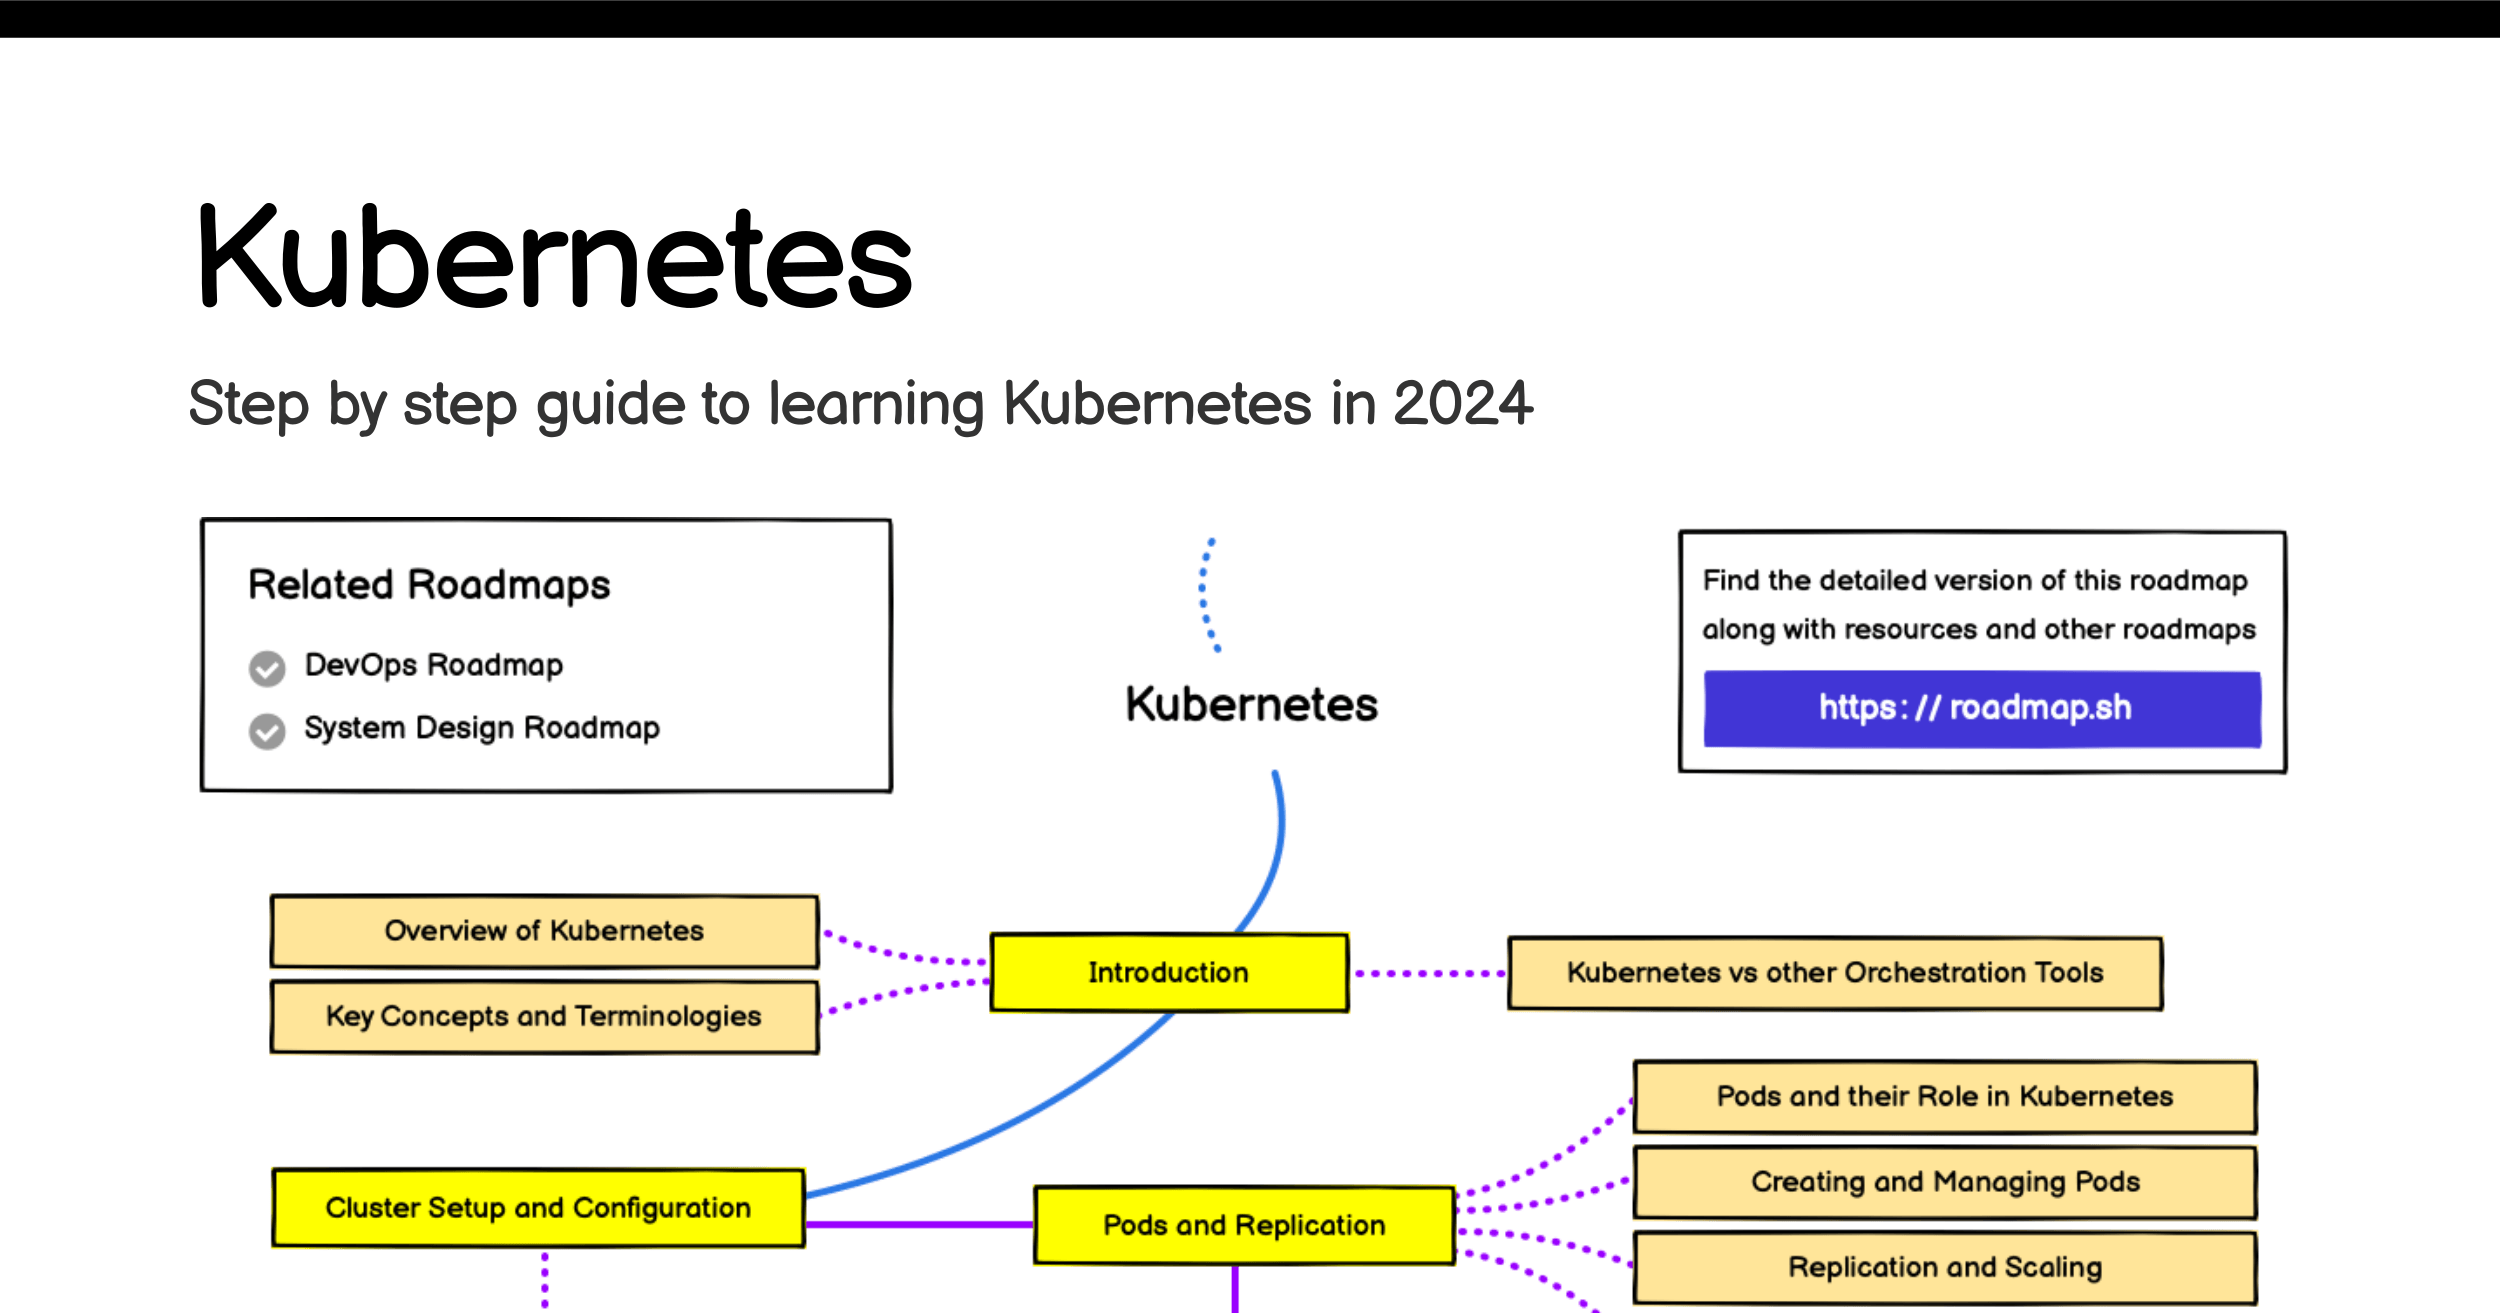 Kubernetes
Step by step guide to learning Kubernetes in 2024
Related Roadmaps
DevOps Roadmap
System Design Roadmap
Kubernetes
Find the detailed version of this roadmap
along with resources and other roadmaps
https://roadmap.sh
Overview of Kubernetes
Key Concepts and Terminologies
Introduction
Kubernetes vs other Orchestration Tools
Cluster Setup and Configuration
Pods and Replication
Pods and their Role in Kubernetes
Creating and Managing Pods
Replication and Scaling